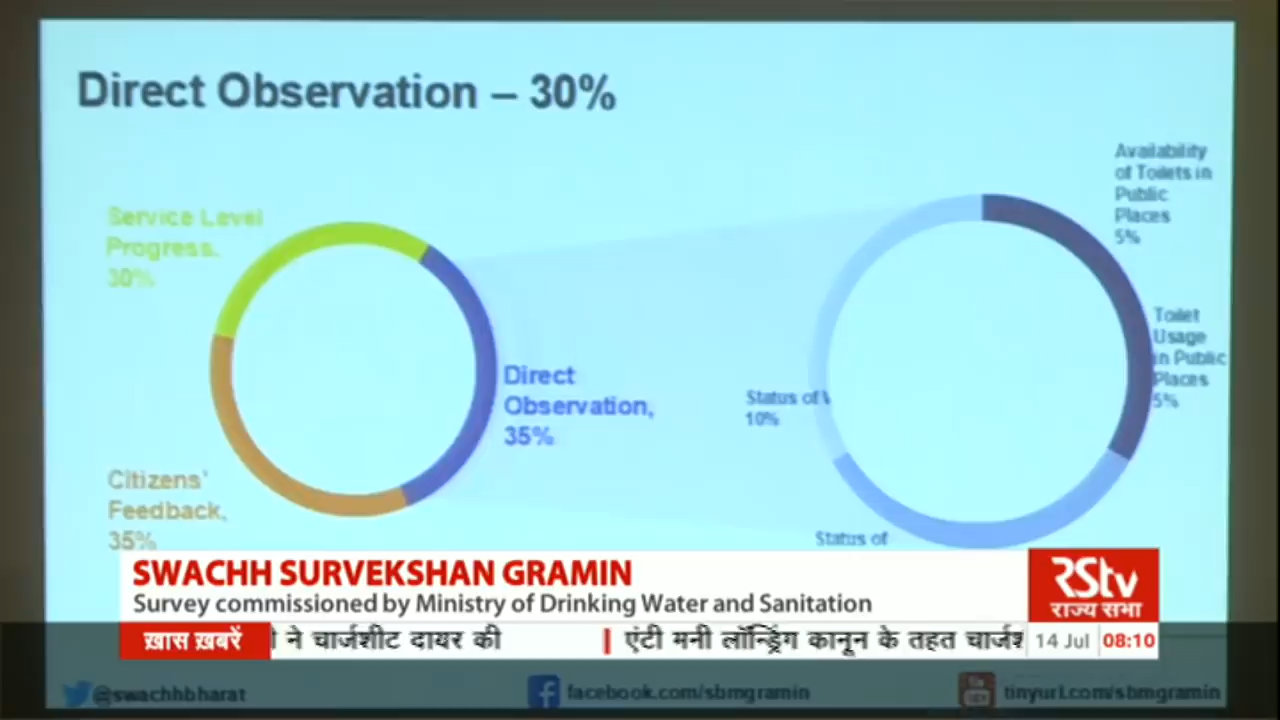 Direct Observation – 30%
Service Level
Progress,
30%
Direct
Observation,
35%
Citizens'
Feedback,
35%
Availability
of Toilets in
Public
Places
5%
Toilet
Usage
in Public
Places
5%
Status of
10%
Status of
SWACHH SURVEKSHAN GRAMIN
Survey commissioned by Ministry of Drinking Water and Sanitation
RStv
राज्य सभा
ख़ास ख़बरें
ने चार्जशीट दायर की
एंटी मनी लॉन्ड्रिंग कानून के तहत
14 Jul 08:10
@swachhbharat
facebook.com/sbmgramin
tinyurl.com/sbmgramin